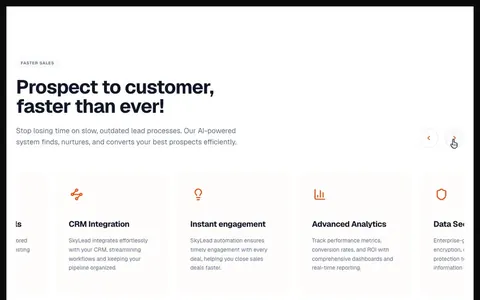 FASTER SALES
Prospect to customer,
faster than ever!
Stop losing time on slow, outdated lead processes. Our AI-powered
system finds, nurtures, and converts your best prospects efficiently.
ls
ored
CRM Integration
SkyLead integrates effortlessly
with your CRM, streamlining
workflows and keeping your
pipeline organized.
Instant engagement
SkyLead automation ensures
timely engagement with every
deal, helping you close sales
deals faster.
Advanced Analytics
Track performance metrics,
conversion rates, and ROI with
comprehensive dashboards and
real-time reporting.
Data Sec
Enterprise-g
encryption,
protection
informatio